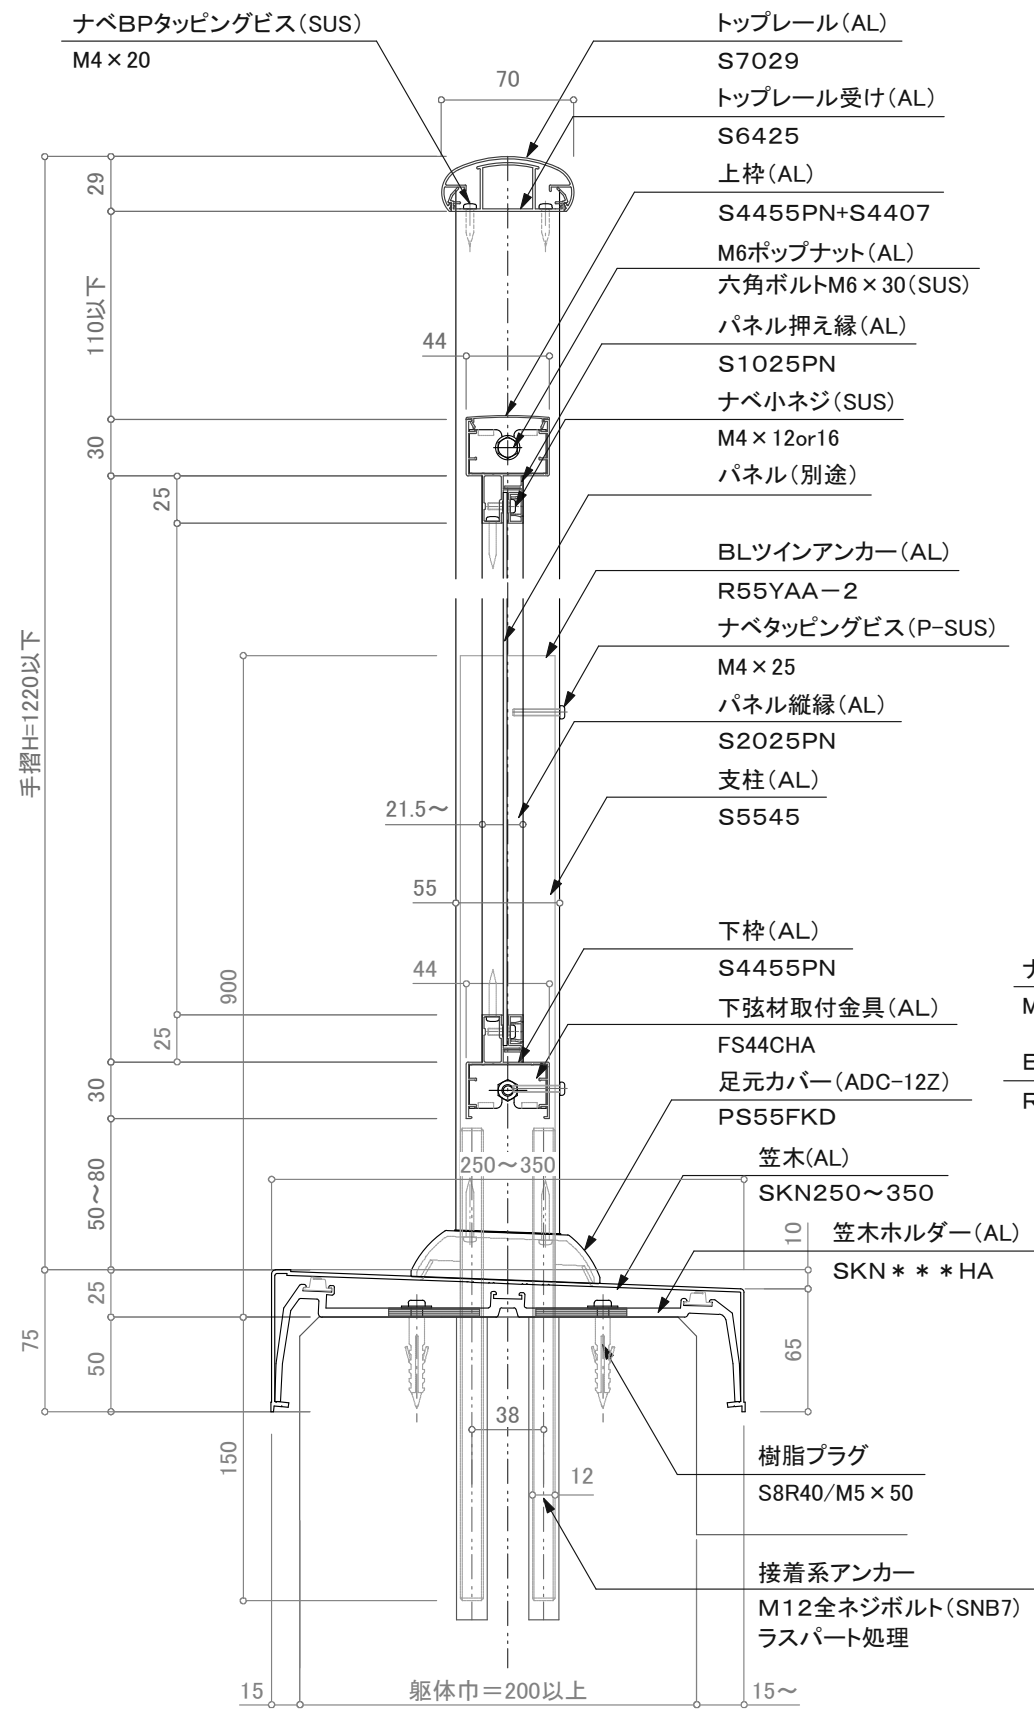 ナベBPタッピングビス(SUS)
M4×20
トップレール(AL)
S7029
トップレール受け(AL)
S6425
上枠(AL)
S4455PN+S4407
M6ポップナット(AL)
六角ボルトM6×30(SUS)
パネル押え縁(AL)
S1025PN
ナベ小ネジ(SUS)
M4×12or16
パネル(別途)
BLツインアンカー(AL)
R55YAA-2
ナベタッピングビス(P-SUS)
M4×25
パネル縦縁(AL)
S2025PN
支柱(AL)
S5545
下枠(AL)
S4455PN
下弦材取付金具(AL)
FS44CHA
足元カバー(ADC-12Z)
PS55FKD
笠木(AL)
SKN250~350
笠木ホルダー(AL)
SKN***HA
樹脂プラグ
S8R40/M5×50
接着系アンカー
M12全ネジボルト(SNB7)
ラスパート処理
70
29
110以下
44
30
25
手摺H=1220以下
900
21.5~
55
44
25
30
50~80
250~350
10
25
75
50
65
38
150
12
15
躯体巾=200以上
15~
ナ
M
R